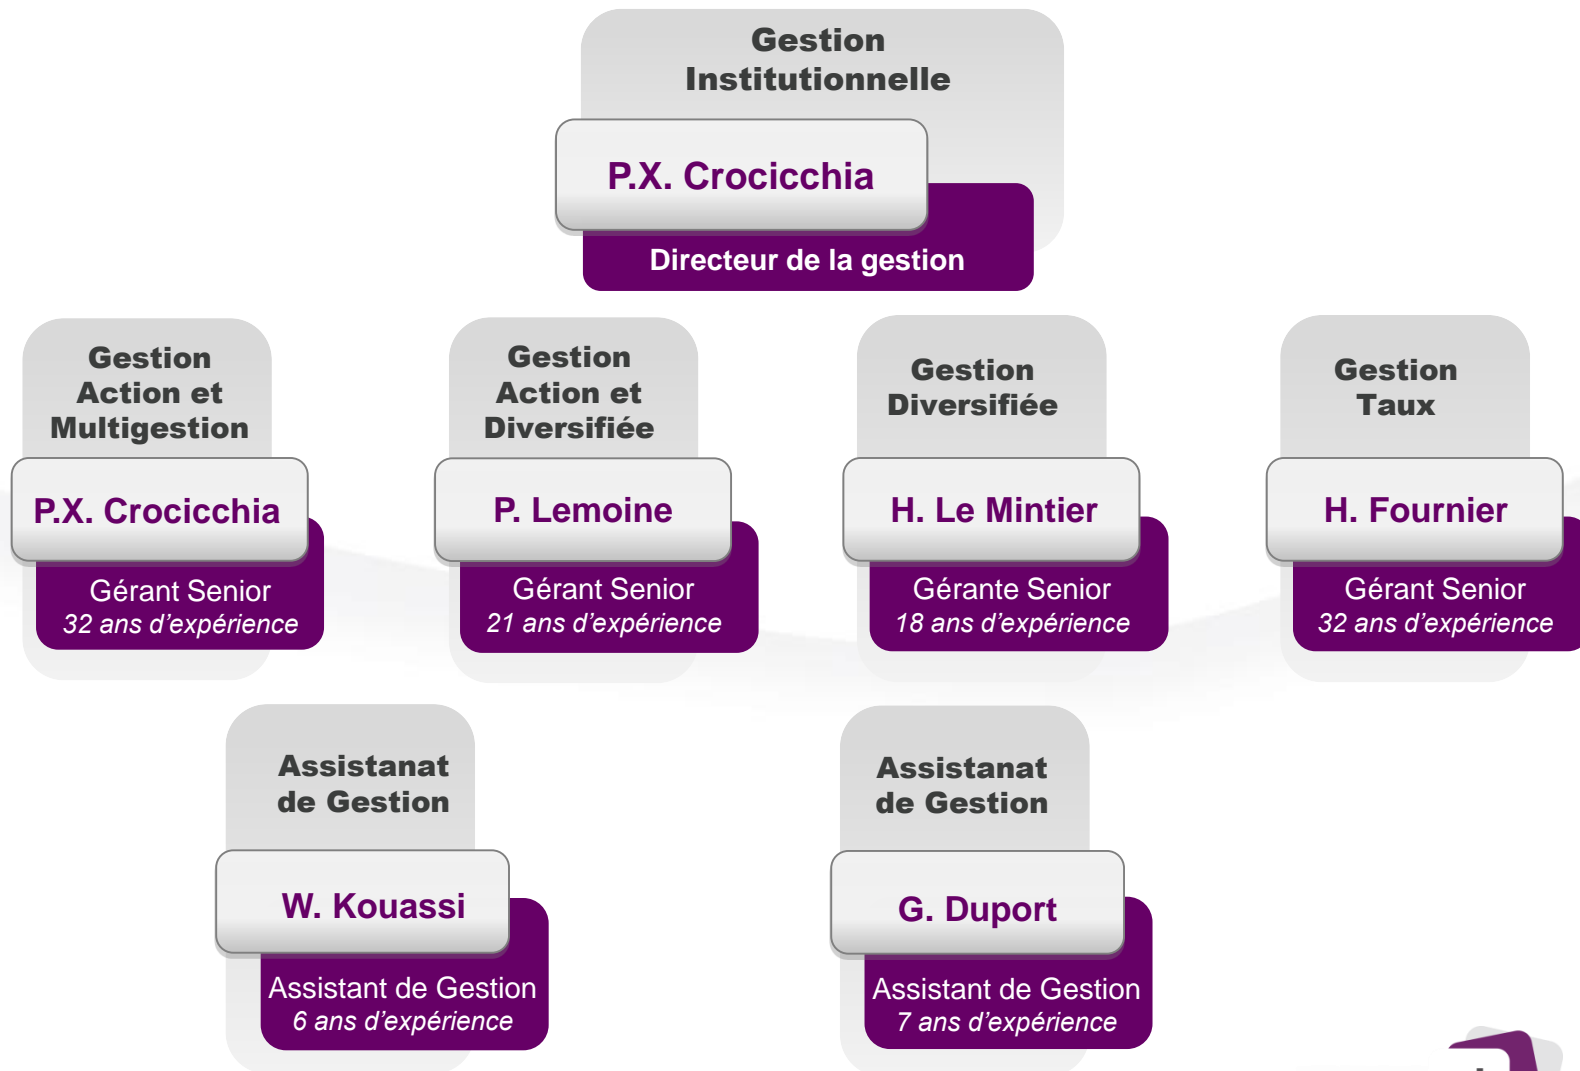 Gestion
Institutionnelle
P.X. Crocicchia
Directeur de la gestion
Gestion
Action et
Multigestion
P.X. Crocicchia
Gérant Senior
32 ans d’expérience
Gestion
Action et
Diversifiée
P. Lemoine
Gérant Senior
21 ans d’expérience
Gestion
Diversifiée
H. Le Mintier
Gérante Senior
18 ans d’expérience
Gestion
Taux
H. Fournier
Gérant Senior
32 ans d’expérience
Assistanat
de Gestion
W. Kouassi
Assistant de Gestion
6 ans d’expérience
Assistanat
de Gestion
G. Duport
Assistant de Gestion
7 ans d’expérience